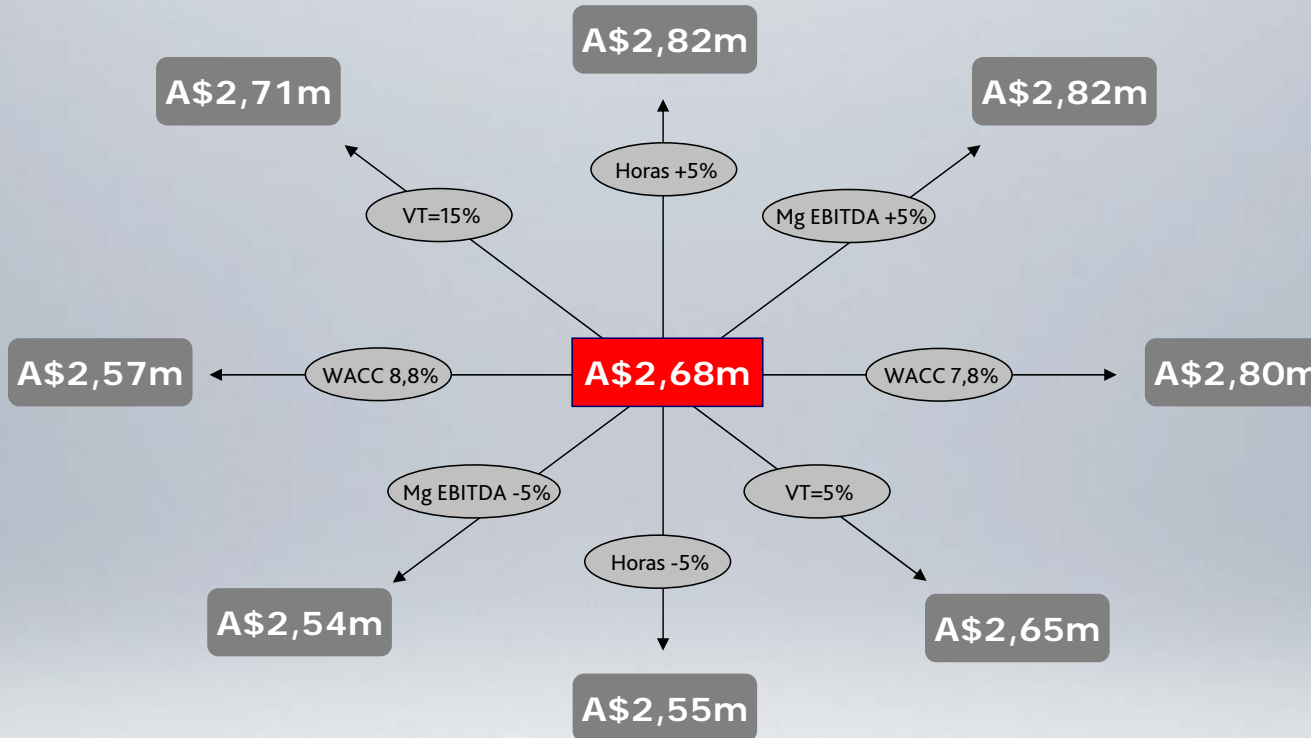 A$2,82m
A$2,71m
A$2,82m
Horas +5%
VT=15%
Mg EBITDA +5%
A$2,57m
WACC 8,8%
A$2,68m
WACC 7,8%
A$2,80m
Mg EBITDA -5%
VT=5%
Horas -5%
A$2,54m
A$2,65m
A$2,55m